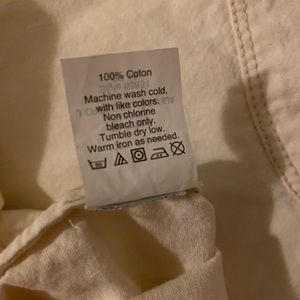 100% Coton
Machine wash cold,
with like colors.
Non chlorine
bleach only.
Tumble dry low.
Warm iron as needed.